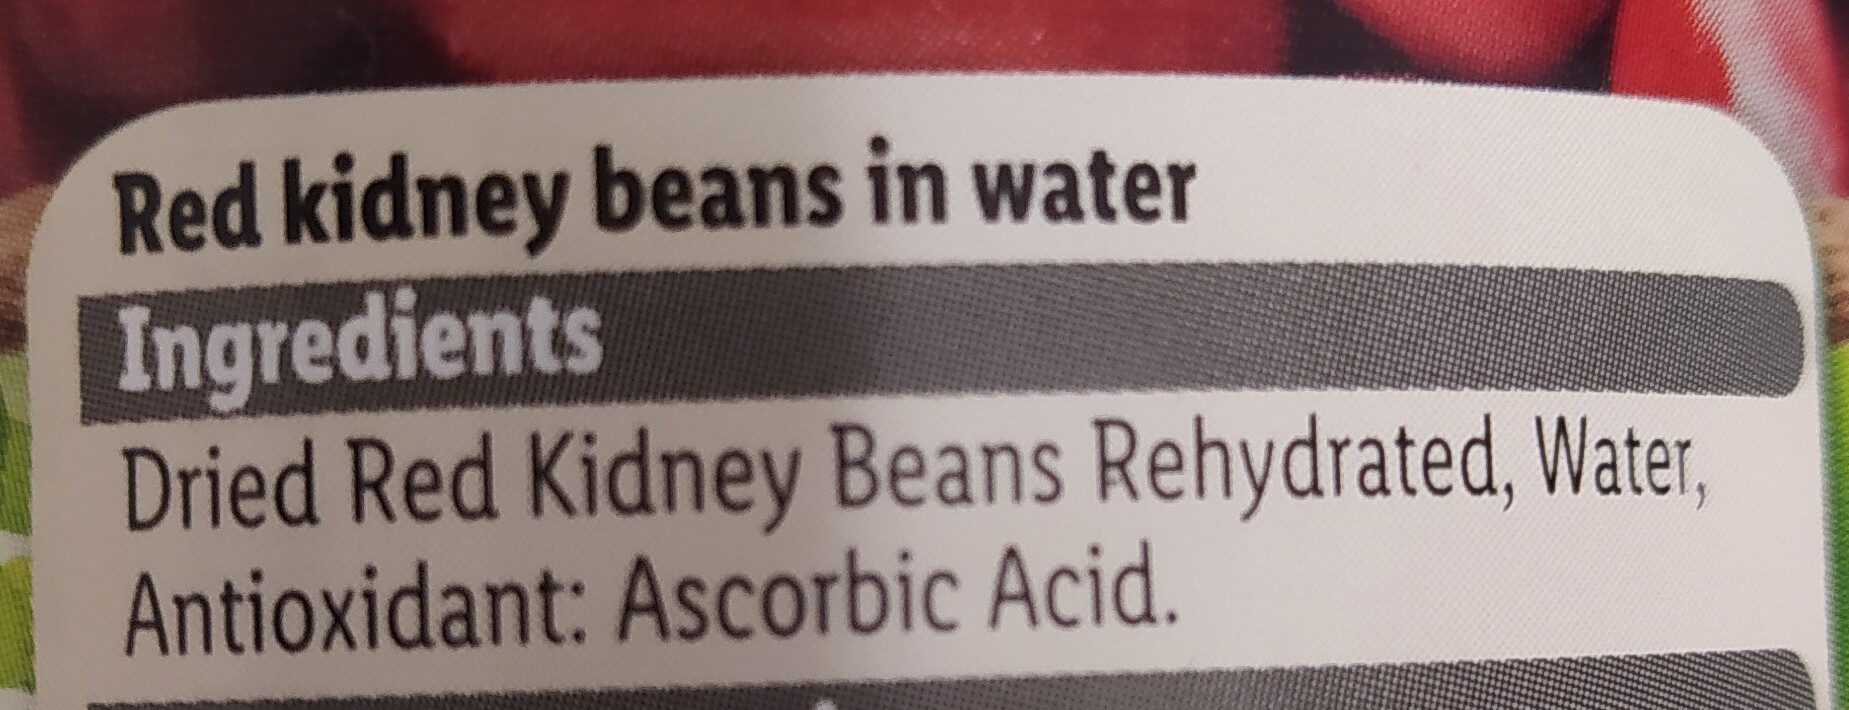 Red kidney beans in water
Ingredients
Dried Red Kidney Beans Rehydrated, Water,
Antioxidant: Ascorbic Acid.